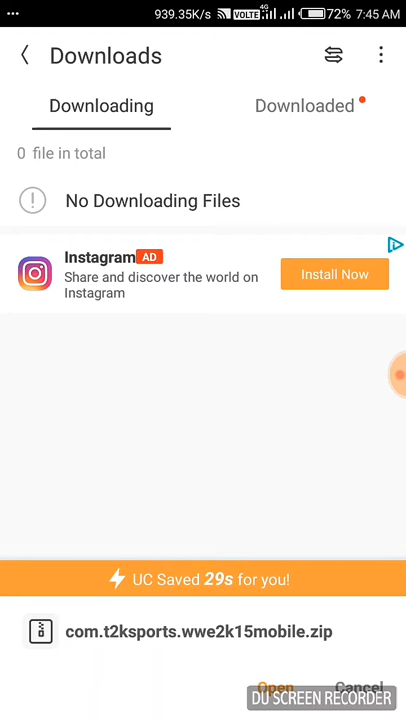 ... 939.35K/s VOLTE 4G 72% 7:45 AM
Downloads
Downloading Downloaded
0 file in total
No Downloading Files
Instagram AD
Share and discover the world on
Instagram
Install Now
UC Saved 29s for you!
com.t2ksports.wwe2k15mobile.zip
Open Cancel
DU SCREEN RECORDER